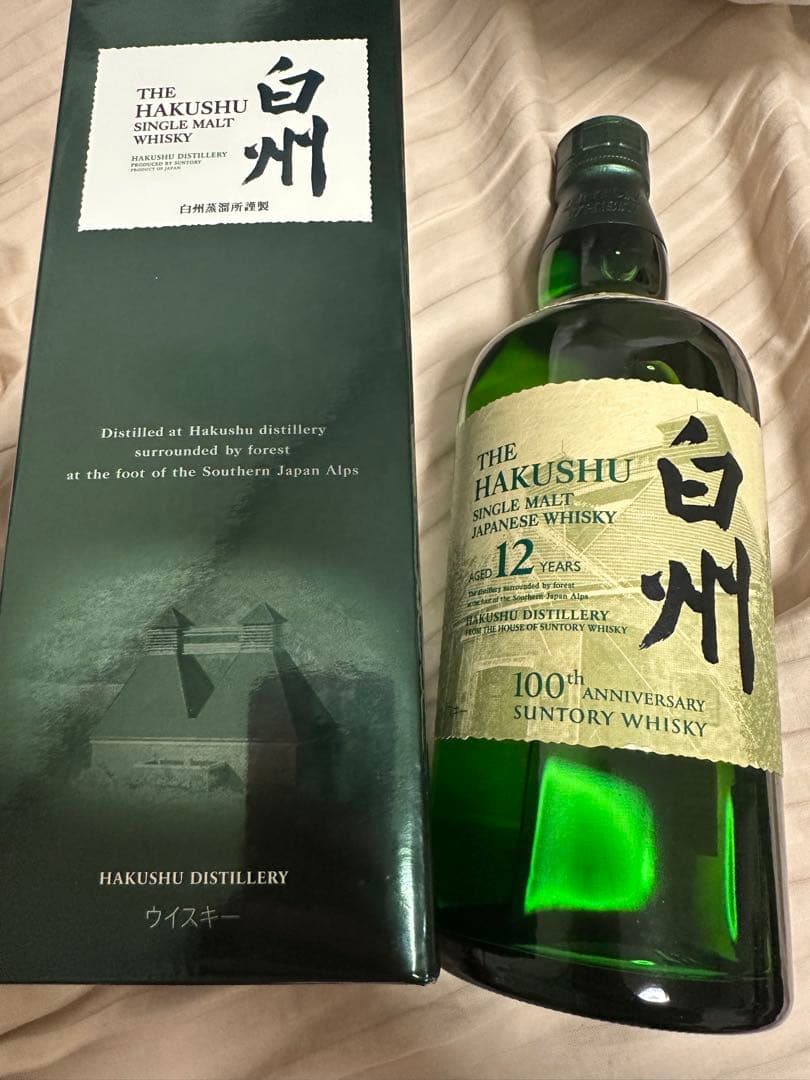 THE
HAKUSHU
SINGLE MALT
WHISKY
HAKUSHU DISTILLERY
PRODUCED BY SUNTORY
PRODUCT OF JAPAN
白州
白州蒸溜所謹製
Distilled at Hakushu distillery
surrounded by forest
at the foot of the Southern Japan Alps
HAKUSHU DISTILLERY
ウイスキー
THE
HAKUSHU
SINGLE MALT
JAPANESE WHISKY
AGED 12 YEARS
The distillery surrounded by forest
at the foot of the Southern Japan Alps
HAKUSHU DISTILLERY
FROM THE HOUSE OF SUNTORY WHISKY
白州
100th ANNIVERSARY
SUNTORY WHISKY